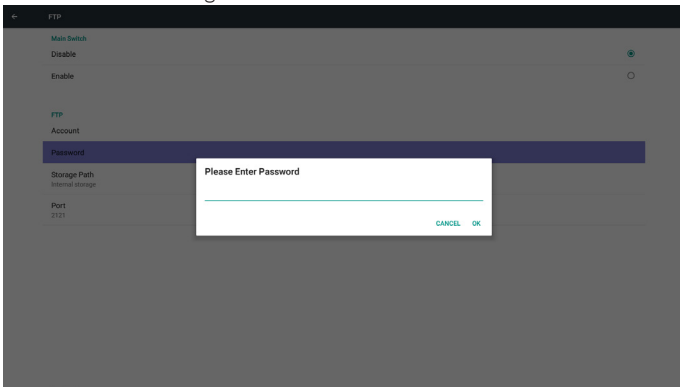 FTP
Main Switch
Disable
Enable
FTP
Account
Password
Storage Path
Internal storage
Port
2121
Please Enter Password
CANCEL OK